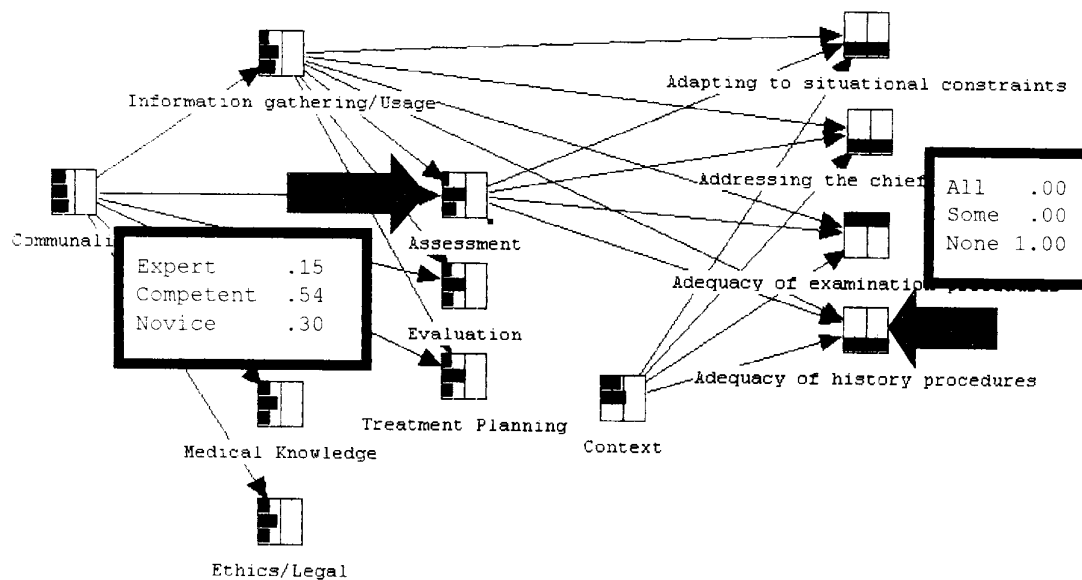 Adapting to situational constraints
Information gathering/Usage
Addressing the chief
All .00
Some .00
None 1.00
Communali
Assessment
Expert .15
Competent .54
Novice .30
Adequacy of examination
Evaluation
Adequacy of history procedures
Treatment Planning
Context
Medical Knowledge
Ethics/Legal